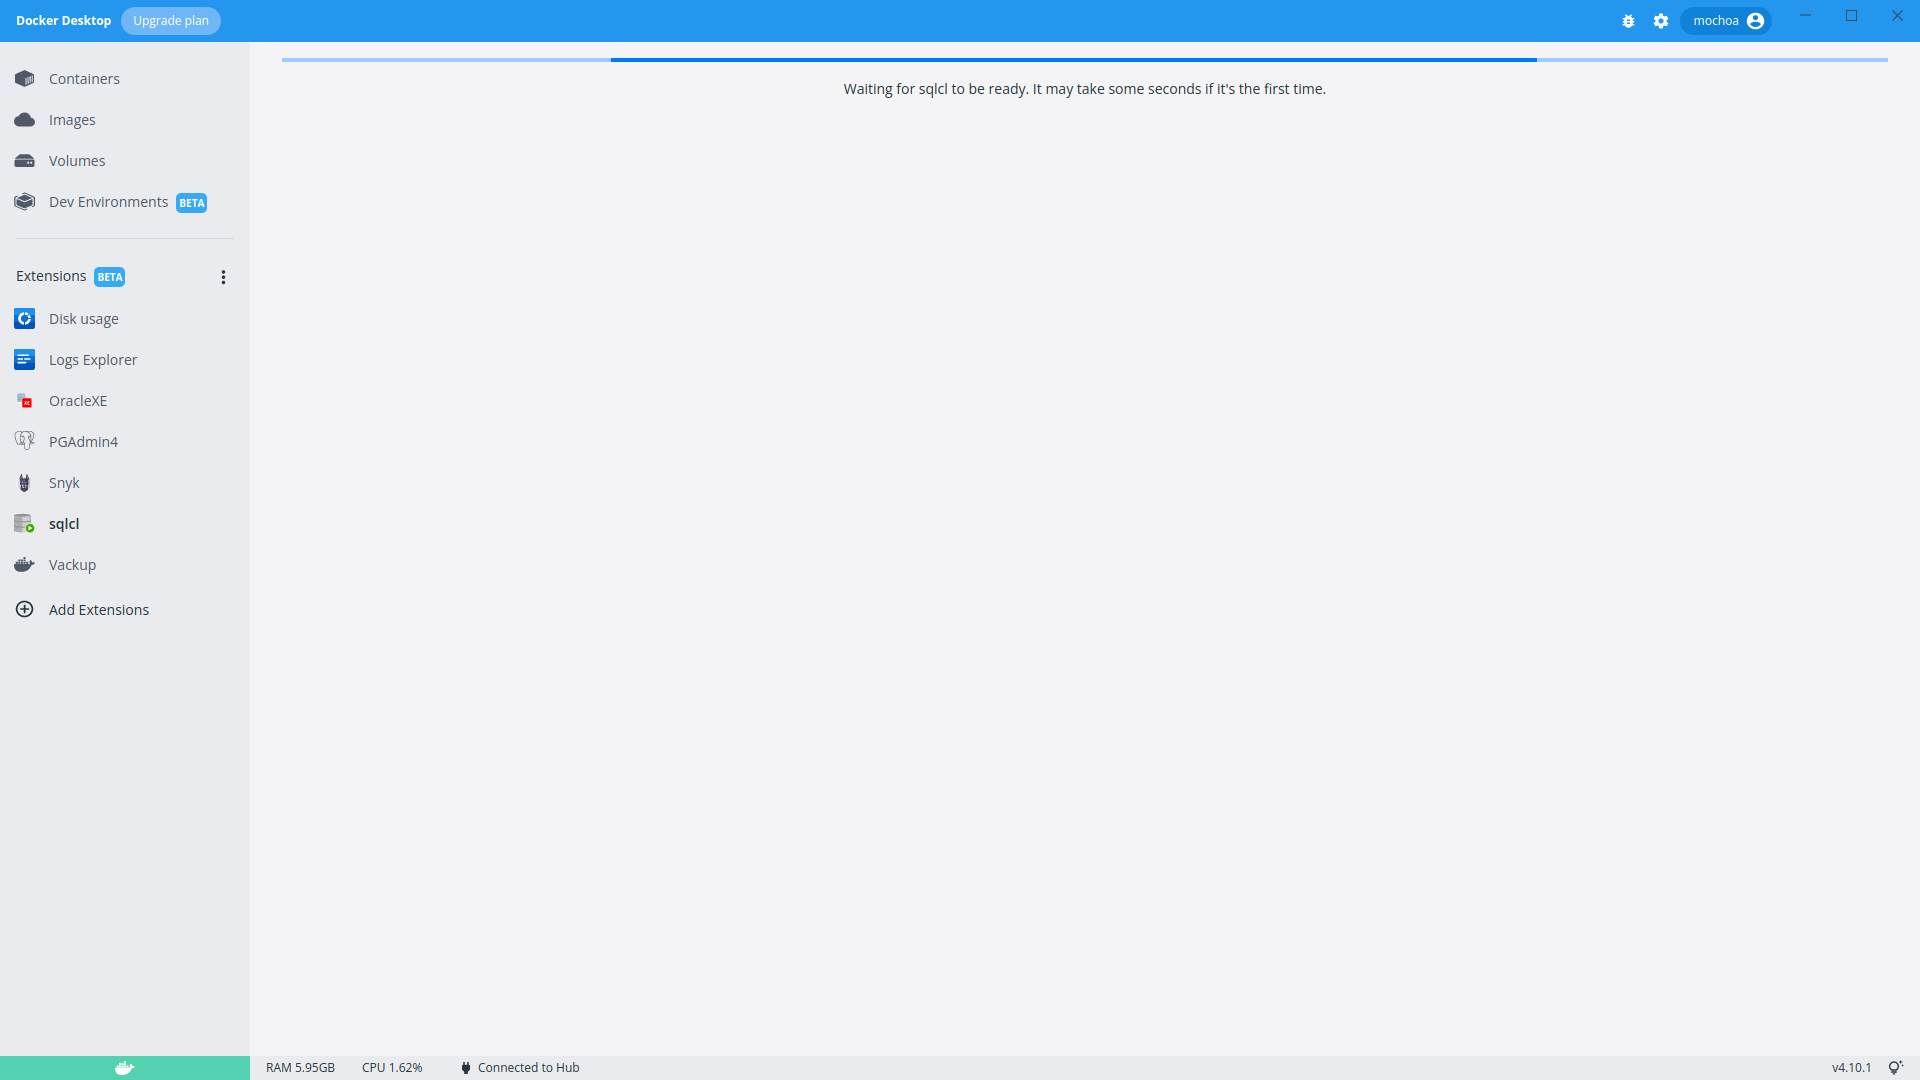 Docker Desktop Upgrade plan mochoa
Containers
Images
Volumes
Dev Environments BETA
Extensions BETA
Disk usage
Logs Explorer
OracleXE
PGAdmin4
Snyk
sqlcl
Vackup
Add Extensions
Waiting for sqlcl to be ready. It may take some seconds if it's the first time.
RAM 5.95GB CPU 1.62% Connected to Hub v4.10.1